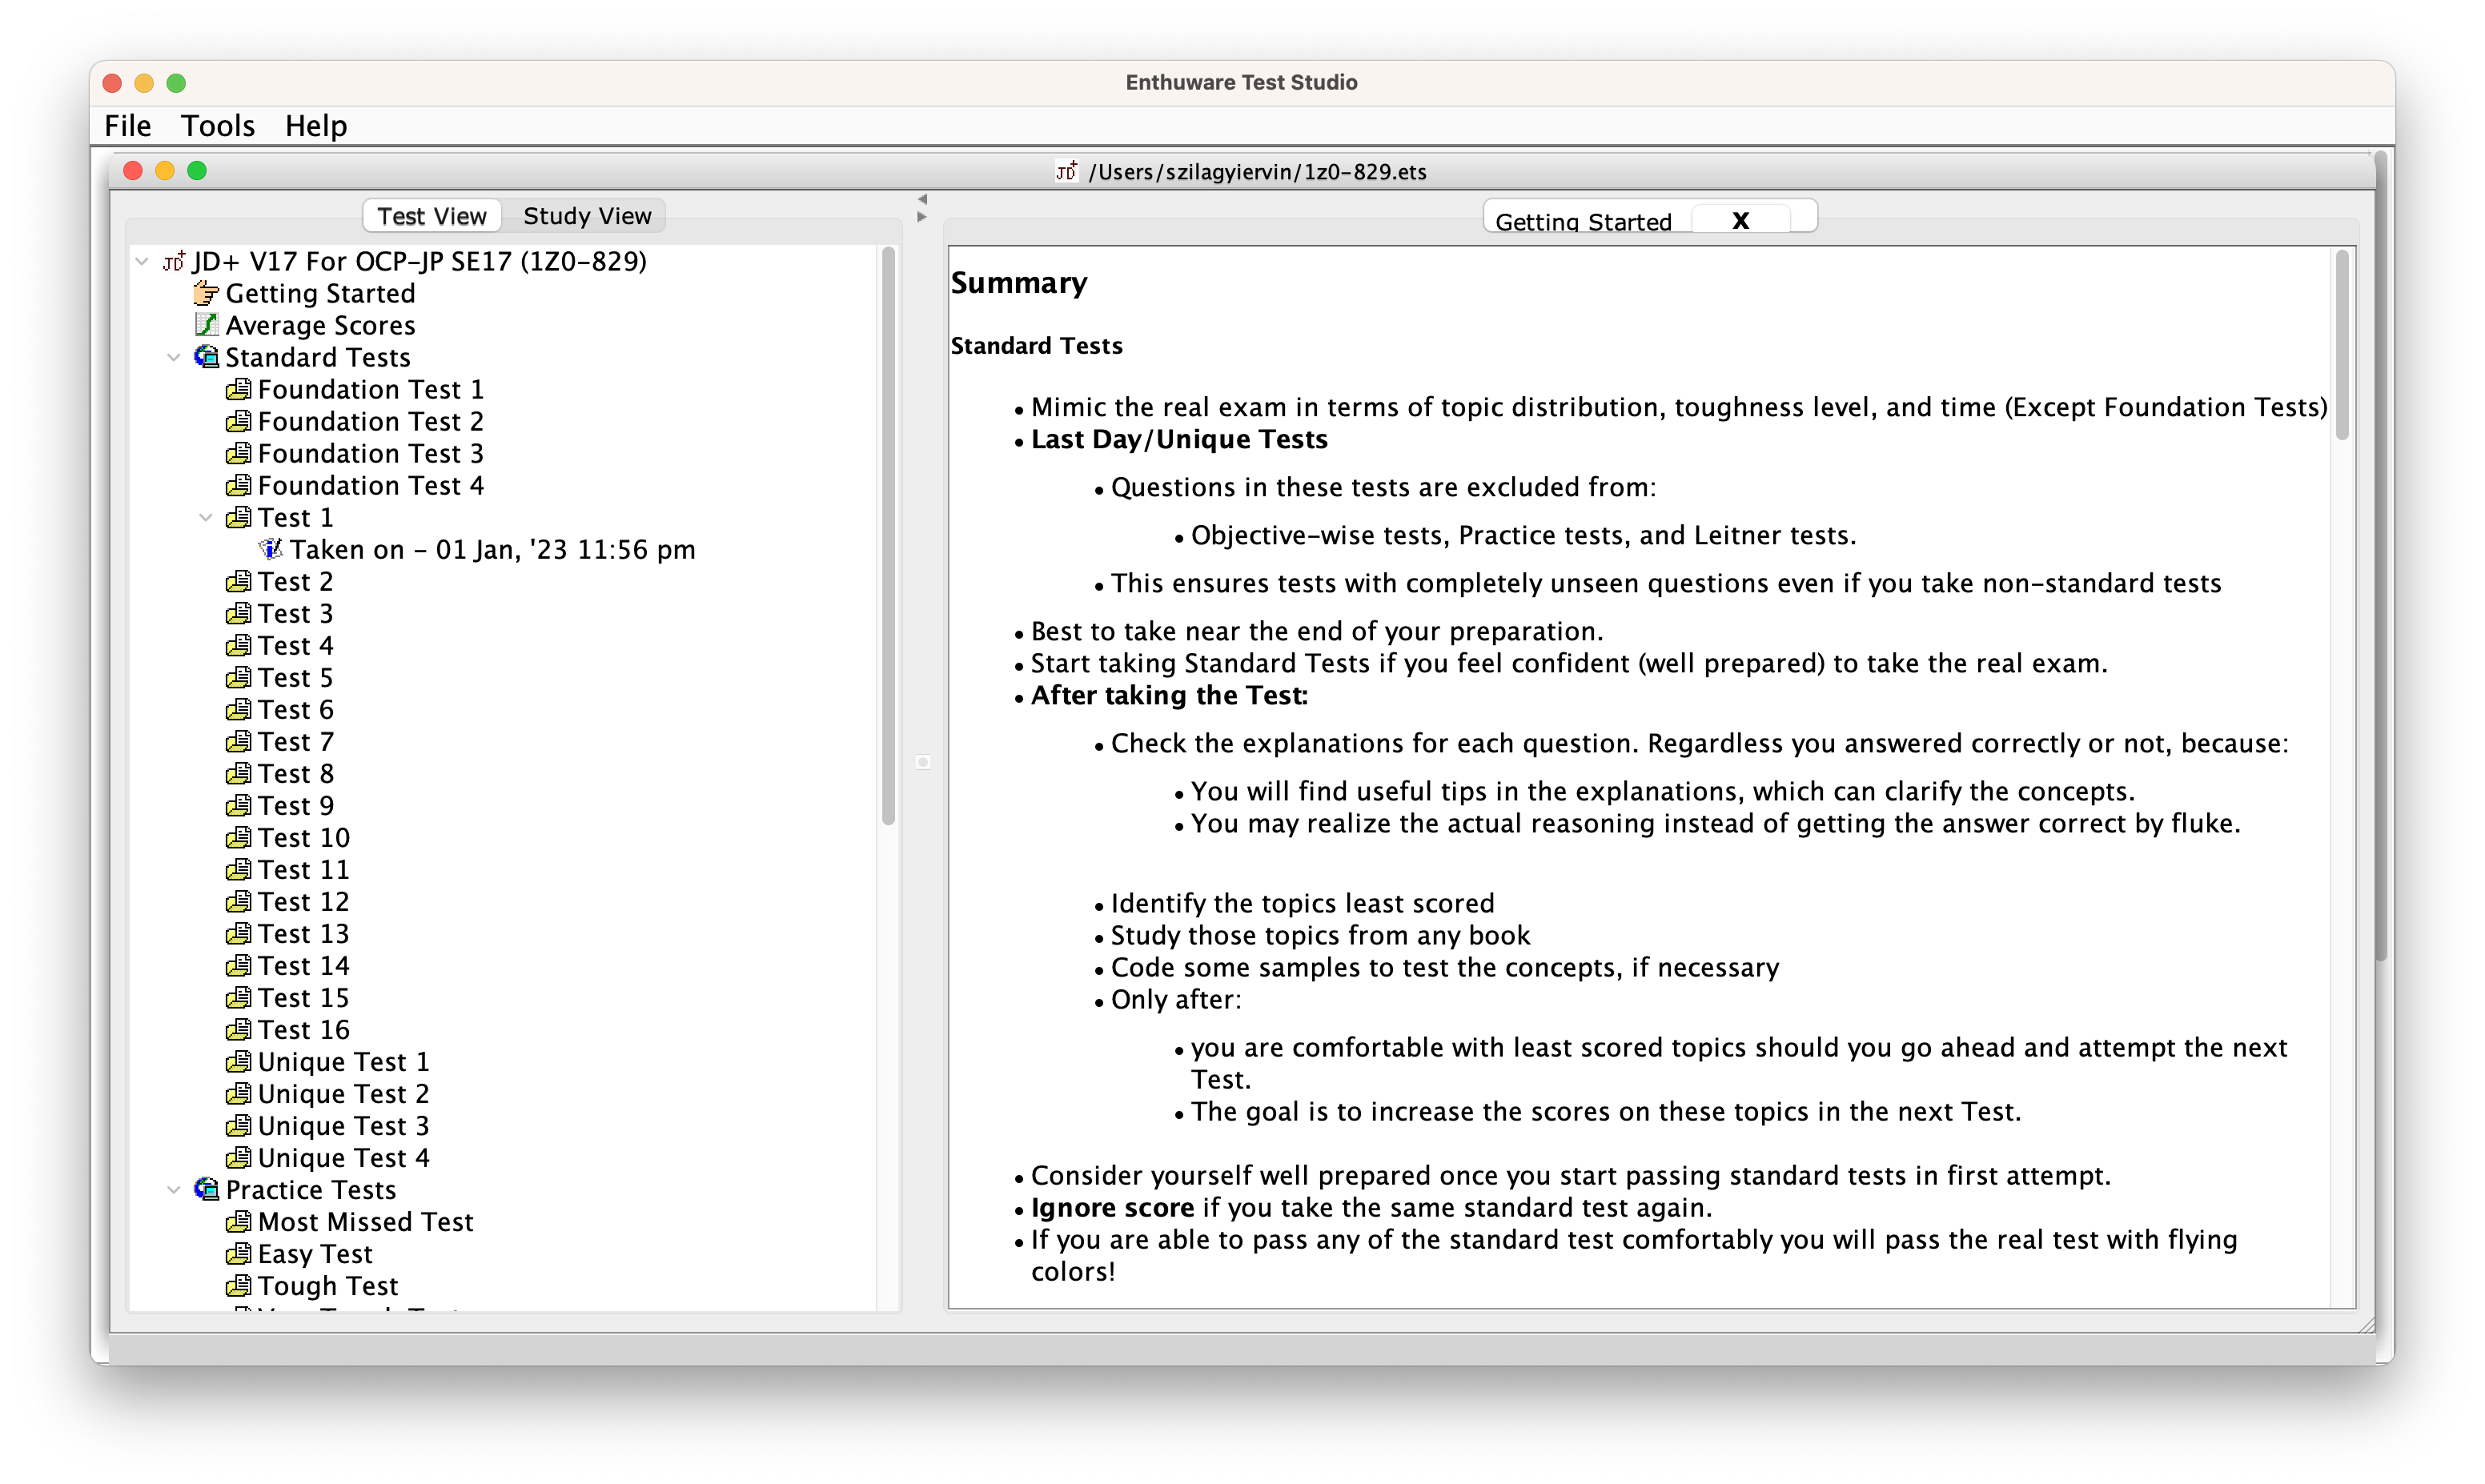 Enthuware Test Studio
File Tools Help
JD+ /Users/szilagyiervin/1z0-829.ets
Test View Study View
JD+ JD+ V17 For OCP-JP SE17 (1Z0-829)
Getting Started
Average Scores
Standard Tests
Foundation Test 1
Foundation Test 2
Foundation Test 3
Foundation Test 4
Test 1
Taken on - 01 Jan, '23 11:56 pm
Test 2
Test 3
Test 4
Test 5
Test 6
Test 7
Test 8
Test 9
Test 10
Test 11
Test 12
Test 13
Test 14
Test 15
Test 16
Unique Test 1
Unique Test 2
Unique Test 3
Unique Test 4
Practice Tests
Most Missed Test
Easy Test
Tough Test
Getting Started X
Summary
Standard Tests
• Mimic the real exam in terms of topic distribution, toughness level, and time (Except Foundation Tests)
• Last Day/Unique Tests
• Questions in these tests are excluded from:
• Objective-wise tests, Practice tests, and Leitner tests.
• This ensures tests with completely unseen questions even if you take non-standard tests
• Best to take near the end of your preparation.
• Start taking Standard Tests if you feel confident (well prepared) to take the real exam.
• After taking the Test:
• Check the explanations for each question. Regardless you answered correctly or not, because:
• You will find useful tips in the explanations, which can clarify the concepts.
• You may realize the actual reasoning instead of getting the answer correct by fluke.
• Identify the topics least scored
• Study those topics from any book
• Code some samples to test the concepts, if necessary
• Only after:
• you are comfortable with least scored topics should you go ahead and attempt the next
Test.
• The goal is to increase the scores on these topics in the next Test.
• Consider yourself well prepared once you start passing standard tests in first attempt.
• Ignore score if you take the same standard test again.
• If you are able to pass any of the standard test comfortably you will pass the real test with flying
colors!